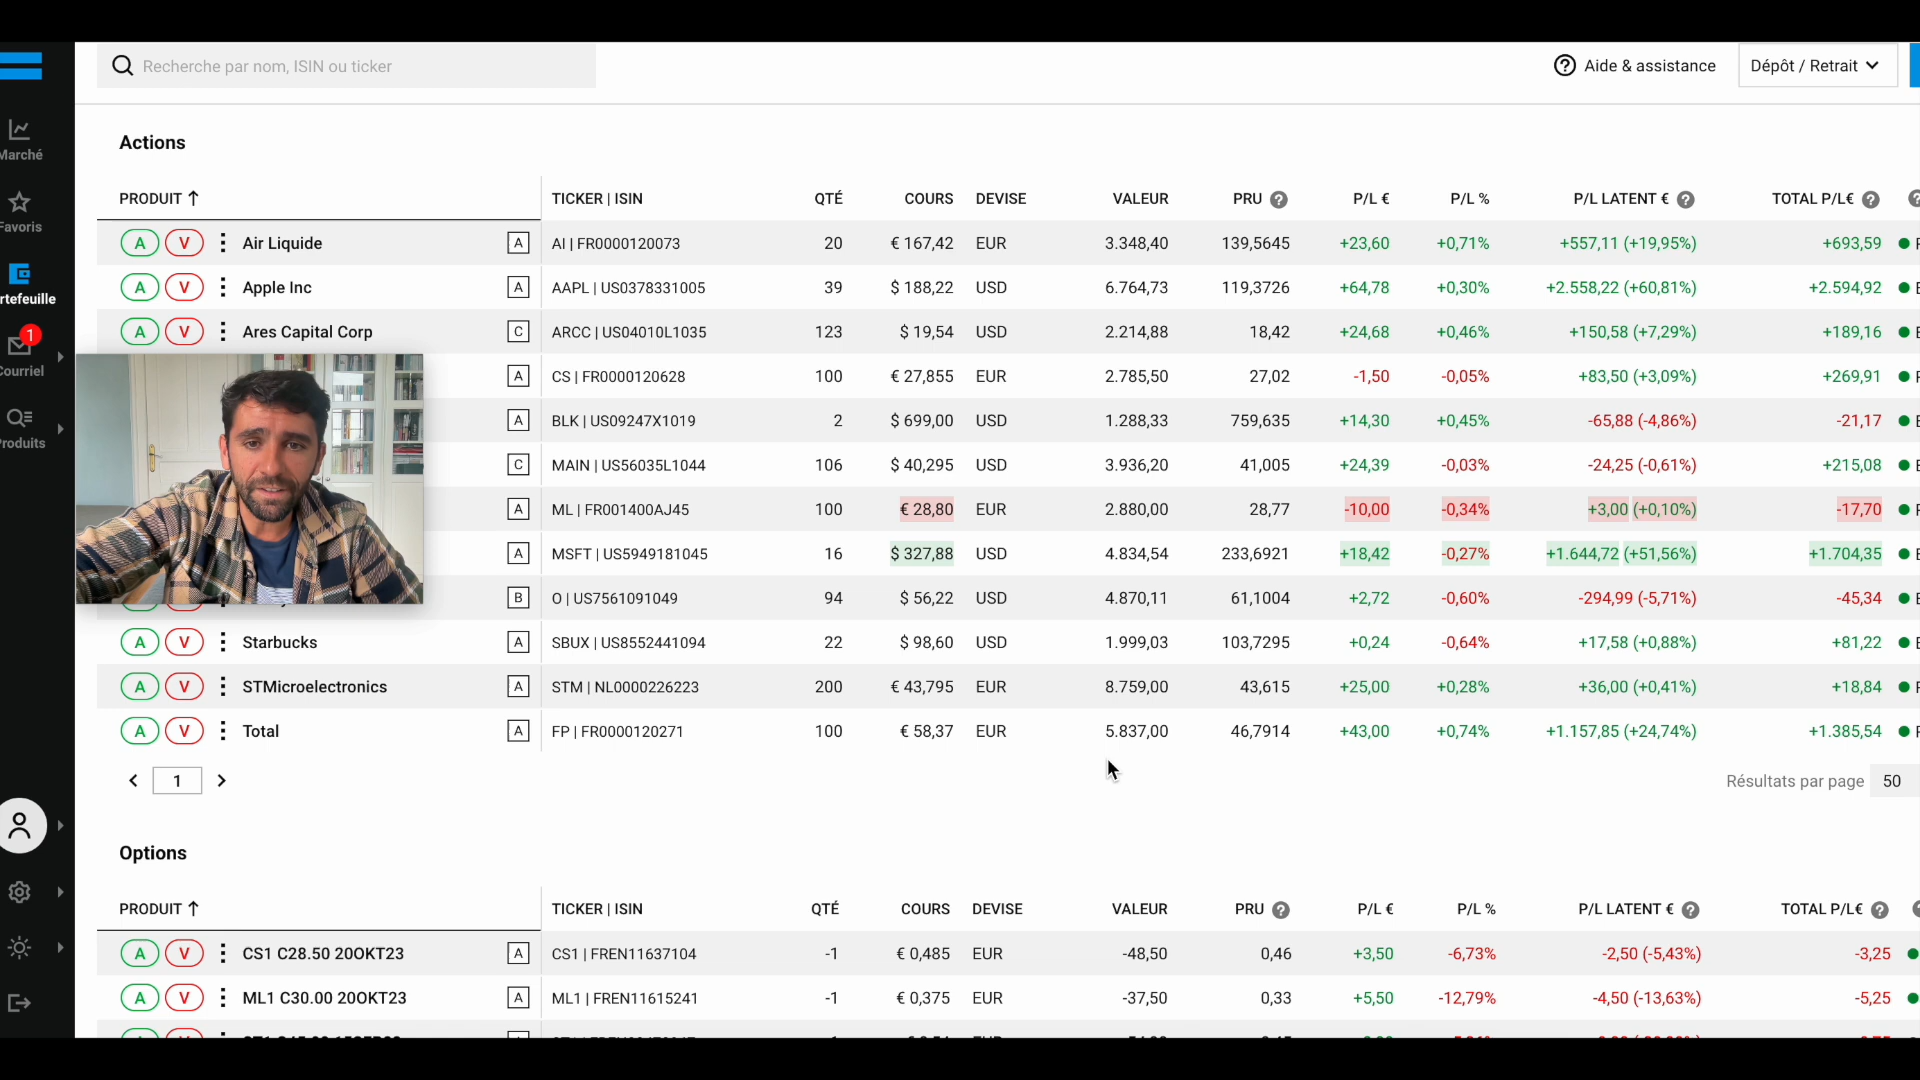 Recherche par nom, ISIN ou ticker
Aide & assistance
Dépôt / Retrait
Marché
Favoris
rtefeuille
1
Courriel
roduits
Actions
PRODUIT ↑ TICKER | ISIN QTÉ COURS DEVISE VALEUR PRU P/L € P/L % P/L LATENT € TOTAL P/L€
A V Air Liquide A AI | FR0000120073 20 € 167,42 EUR 3.348,40 139,5645 +23,60 +0,71% +557,11 (+19,95%) +693,59
A V Apple Inc A AAPL | US0378331005 39 $ 188,22 USD 6.764,73 119,3726 +64,78 +0,30% +2.558,22 (+60,81%) +2.594,92
A V Ares Capital Corp C ARCC | US04010L1035 123 $ 19,54 USD 2.214,88 18,42 +24,68 +0,46% +150,58 (+7,29%) +189,16
A CS | FR0000120628 100 € 27,855 EUR 2.785,50 27,02 -1,50 -0,05% +83,50 (+3,09%) +269,91
A BLK | US09247X1019 2 $ 699,00 USD 1.288,33 759,635 +14,30 +0,45% -65,88 (-4,86%) -21,17
C MAIN | US56035L1044 106 $ 40,295 USD 3.936,20 41,005 +24,39 -0,03% -24,25 (-0,61%) +215,08
A ML | FR001400AJ45 100 € 28,80 EUR 2.880,00 28,77 -10,00 -0,34% +3,00 (+0,10%) -17,70
A MSFT | US5949181045 16 $ 327,88 USD 4.834,54 233,6921 +18,42 -0,27% +1.644,72 (+51,56%) +1.704,35
B O | US7561091049 94 $ 56,22 USD 4.870,11 61,1004 +2,72 -0,60% -294,99 (-5,71%) -45,34
A V Starbucks A SBUX | US8552441094 22 $ 98,60 USD 1.999,03 103,7295 +0,24 -0,64% +17,58 (+0,88%) +81,22
A V STMicroelectronics A STM | NL0000226223 200 € 43,795 EUR 8.759,00 43,615 +25,00 +0,28% +36,00 (+0,41%) +18,84
A V Total A FP | FR0000120271 100 € 58,37 EUR 5.837,00 46,7914 +43,00 +0,74% +1.157,85 (+24,74%) +1.385,54
1
Résultats par page 50
Options
PRODUIT ↑ TICKER | ISIN QTÉ COURS DEVISE VALEUR PRU P/L € P/L % P/L LATENT € TOTAL P/L€
A V CS1 C28.50 20OKT23 A CS1 | FREN11637104 -1 € 0,485 EUR -48,50 0,46 +3,50 -6,73% -2,50 (-5,43%) -3,25
A V ML1 C30.00 20OKT23 A ML1 | FREN11615241 -1 € 0,375 EUR -37,50 0,33 +5,50 -12,79% -4,50 (-13,63%) -5,25